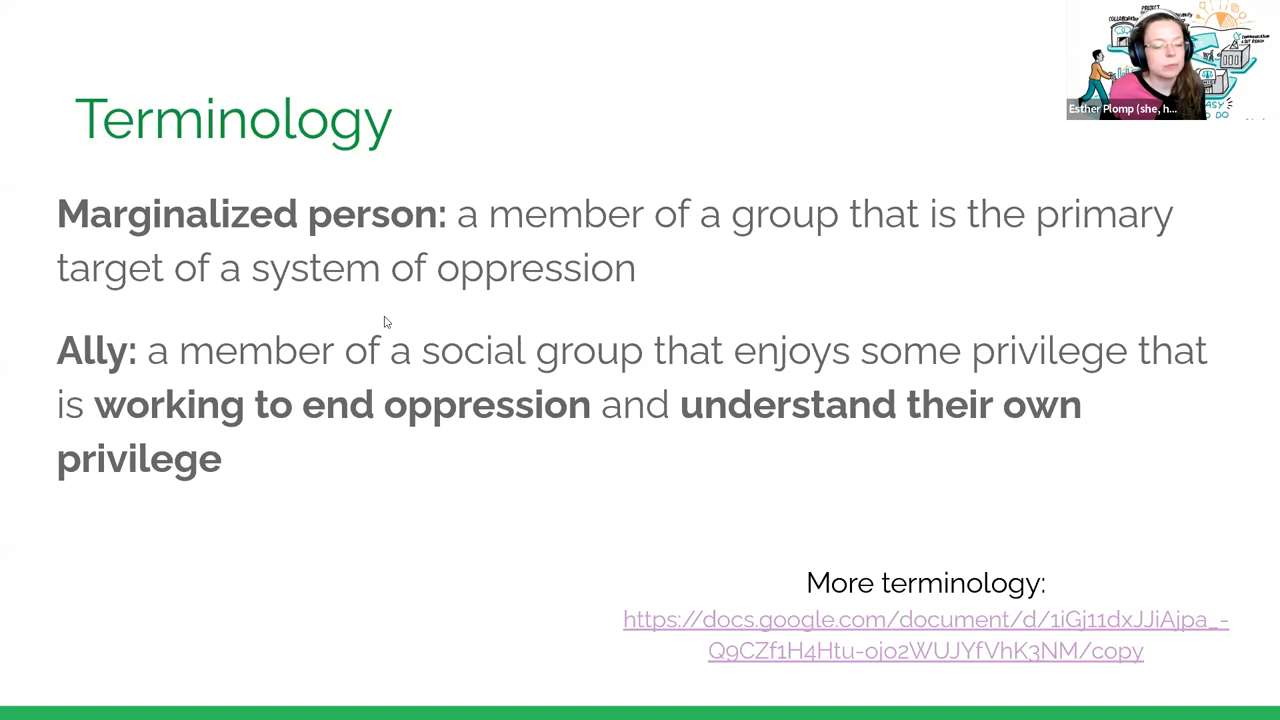 Terminology
Marginalized person: a member of a group that is the primary
target of a system of oppression
Ally: a member of a social group that enjoys some privilege that
is working to end oppression and understand their own
privilege
More terminology:
https://docs.google.com/document/d/1iGj11dxJJiAjpa_-
Q9CZf1H4Htu-ojo2WUJYfVhK3NM/copy
Esther Plomp (she, h...
PROJECT